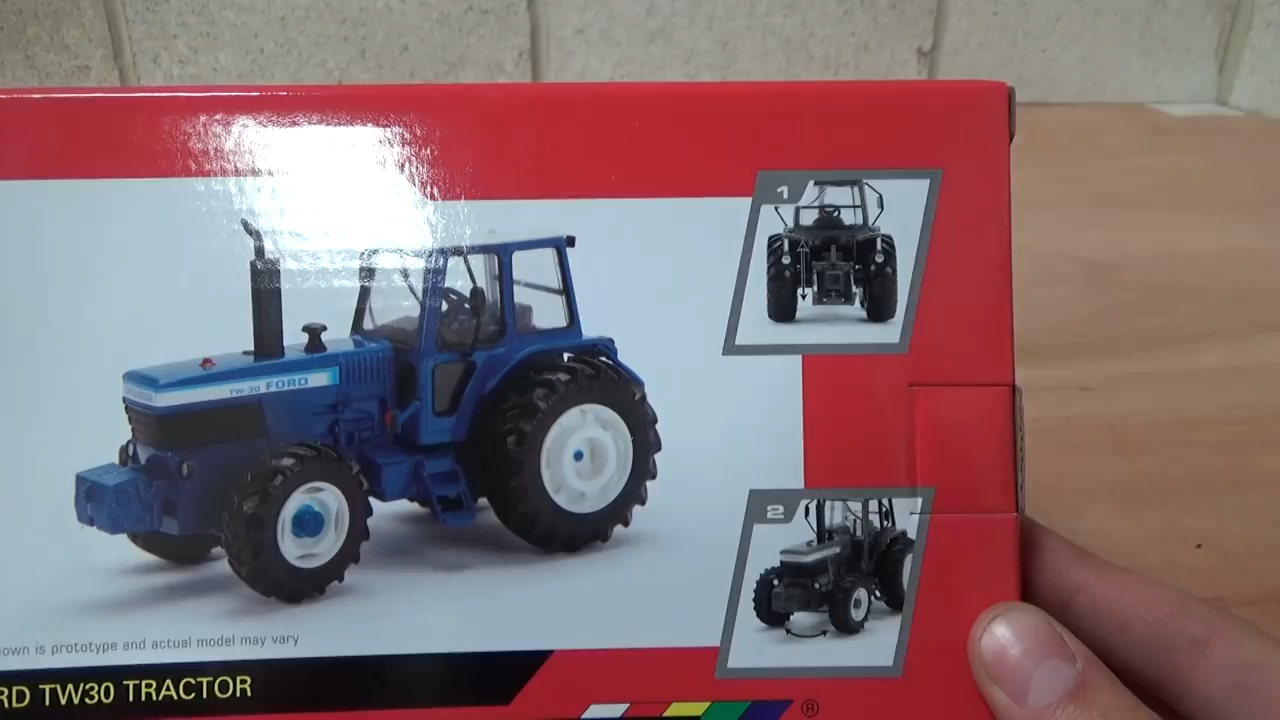 1
TW-30 FORD
2
own is prototype and actual model may vary
RD TW30 TRACTOR
®